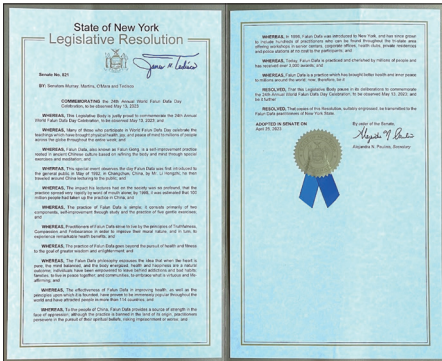 State of New York
Legislative Resolution
James N. Tedisco
Senate No. 821
BY: Senators Murray, Martins, O'Mara and Tedisco
COMMEMORATING the 24th Annual World Falun Dafa Day
Celebration, to be observed May 13, 2023
WHEREAS, This Legislative Body is justly proud to commemorate the 24th
Annual World Falun Dafa Day, to be observed May 13, 2023; and
WHEREAS, Many of those who participate in World Falun Dafa Day celebrate the
teachings which have brought physical health, joy, and peace of mind to millions of people
across the globe throughout the entire week; and
WHEREAS, Falun Dafa, also known as Falun Gong, is a self-improvement practice
rooted in ancient Chinese culture based on refining the body and mind through special
exercises and meditation; and
WHEREAS, This special event observes the day Falun Dafa was first introduced to
the general public in May of 1992, in Changchun, China, by Mr. Li Hongzhi; he then
traveled around China lecturing to the public; and
WHEREAS, The impact his lectures had on the society was so profound, that the
practice spread very rapidly by word of mouth alone; by 1999, it was estimated that 100
million people had taken up the practice in China; and
WHEREAS, The practice of Falun Dafa is simple; it consists primarily of two
components, self-improvement through study and the practice of five gentle exercises;
and
WHEREAS, Practitioners of Falun Dafa strive to live by the principles of Truthfulness,
Compassion and Forbearance in order to improve their moral nature, and in turn, to
experience remarkable health benefits; and
WHEREAS, The practice of Falun Dafa goes beyond the pursuit of health and fitness
to the goal of greater wisdom and enlightenment; and
WHEREAS, The Falun Dafa philosophy espouses the idea that when the heart is
pure, the mind balanced, and the body energized, health and happiness are a natural
outcome; individuals have been empowered to leave behind addictions and bad habits;
families, to live in peace together; and communities, to embrace what is virtuous and life-
affirming; and
WHEREAS, The effectiveness of Falun Dafa in improving health, as well as the
principles upon which it is founded, have proven to be immensely popular throughout the
world and have attracted people to more than 114 countries; and
WHEREAS, To the people of China, Falun Dafa provides a source of strength in the
face of oppression, although the practice is banned in the land of its origin; practitioners
persevere in the pursuit of their spiritual beliefs, risking imprisonment or worse; and
WHEREAS, In 1996, Falun Dafa was introduced to New York, and has since grown
to include hundreds of practitioners who can be found throughout the tri-state area
offering workshops in senior centers, corporate offices, health clubs, private residences
and police stations at no cost to the participants; and
WHEREAS, Today, Falun Dafa is practiced and cherished by millions of people and
has received over 3,000 awards; and
WHEREAS, Falun Dafa is a practice which has brought better health and inner peace
to millions around the world; now, therefore, be it
RESOLVED, That this Legislative Body pause in its deliberations to commemorate
the 24th Annual World Falun Dafa Day Celebration, to be observed May 13, 2023; and
be it further
RESOLVED, That copies of this Resolution, suitably engrossed, be transmitted to the
Falun Dafa practitioners of New York State.
ADOPTED IN SENATE ON
April 25, 2023
By order of the Senate,
Alejandra N. Paulino
Alejandra N. Paulino, Secretary